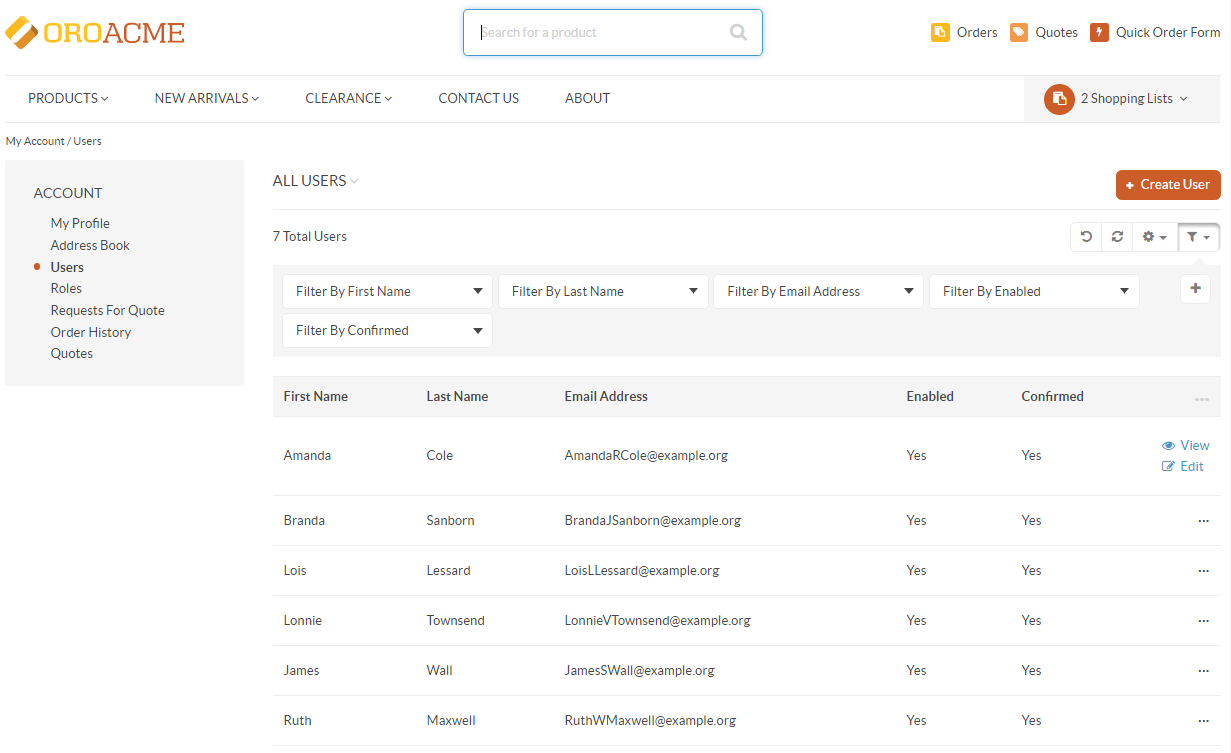 OROACME
Search for a product
Orders Quotes Quick Order Form
PRODUCTS NEW ARRIVALS CLEARANCE CONTACT US ABOUT 2 Shopping Lists
My Account / Users
ACCOUNT
My Profile
Address Book
Users
Roles
Requests For Quote
Order History
Quotes
ALL USERS
+ Create User
7 Total Users
Filter By First Name Filter By Last Name Filter By Email Address Filter By Enabled +
Filter By Confirmed
First Name Last Name Email Address Enabled Confirmed ...
Amanda Cole AmandaRCole@example.org Yes Yes View
Edit
Branda Sanborn BrandaJSanborn@example.org Yes Yes ...
Lois Lessard LoisLLessard@example.org Yes Yes ...
Lonnie Townsend LonnieVTownsend@example.org Yes Yes ...
James Wall JamesSWall@example.org Yes Yes ...
Ruth Maxwell RuthWMaxwell@example.org Yes Yes ...